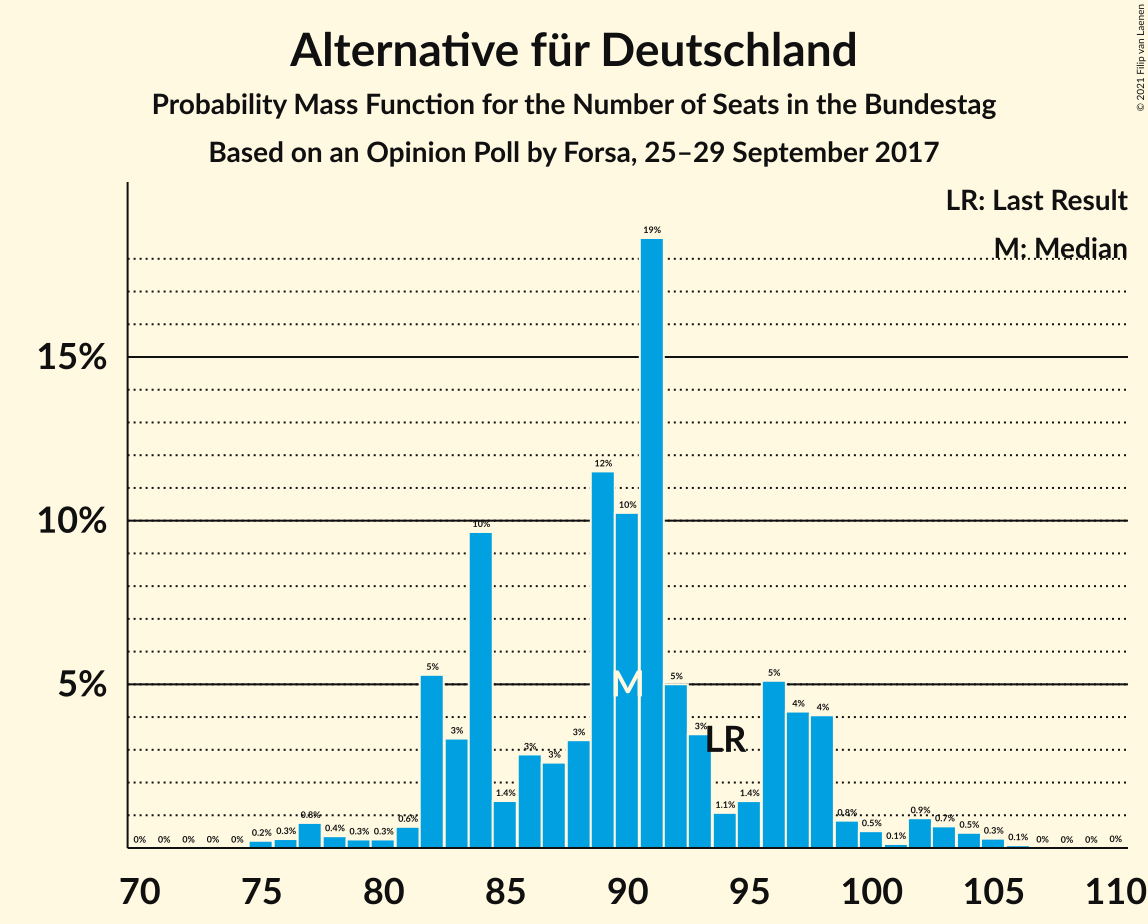 Alternative für Deutschland
Probability Mass Function for the Number of Seats in the Bundestag
Based on an Opinion Poll by Forsa, 25–29 September 2017
© 2021 Filip van Laenen
LR: Last Result
M: Median
15%
10%
5%
0% 0% 0% 0% 0% 0.2% 0.3% 0.8% 0.4% 0.3% 0.3% 0.6% 5% 3% 10% 1.4% 3% 3% 3% 12% 10% 19% 5% 3% 1.1% 1.4% 5% 4% 4% 0.8% 0.5% 0.1% 0.9% 0.7% 0.5% 0.3% 0.1% 0% 0% 0% 0%
M
LR
70 75 80 85 90 95 100 105 110